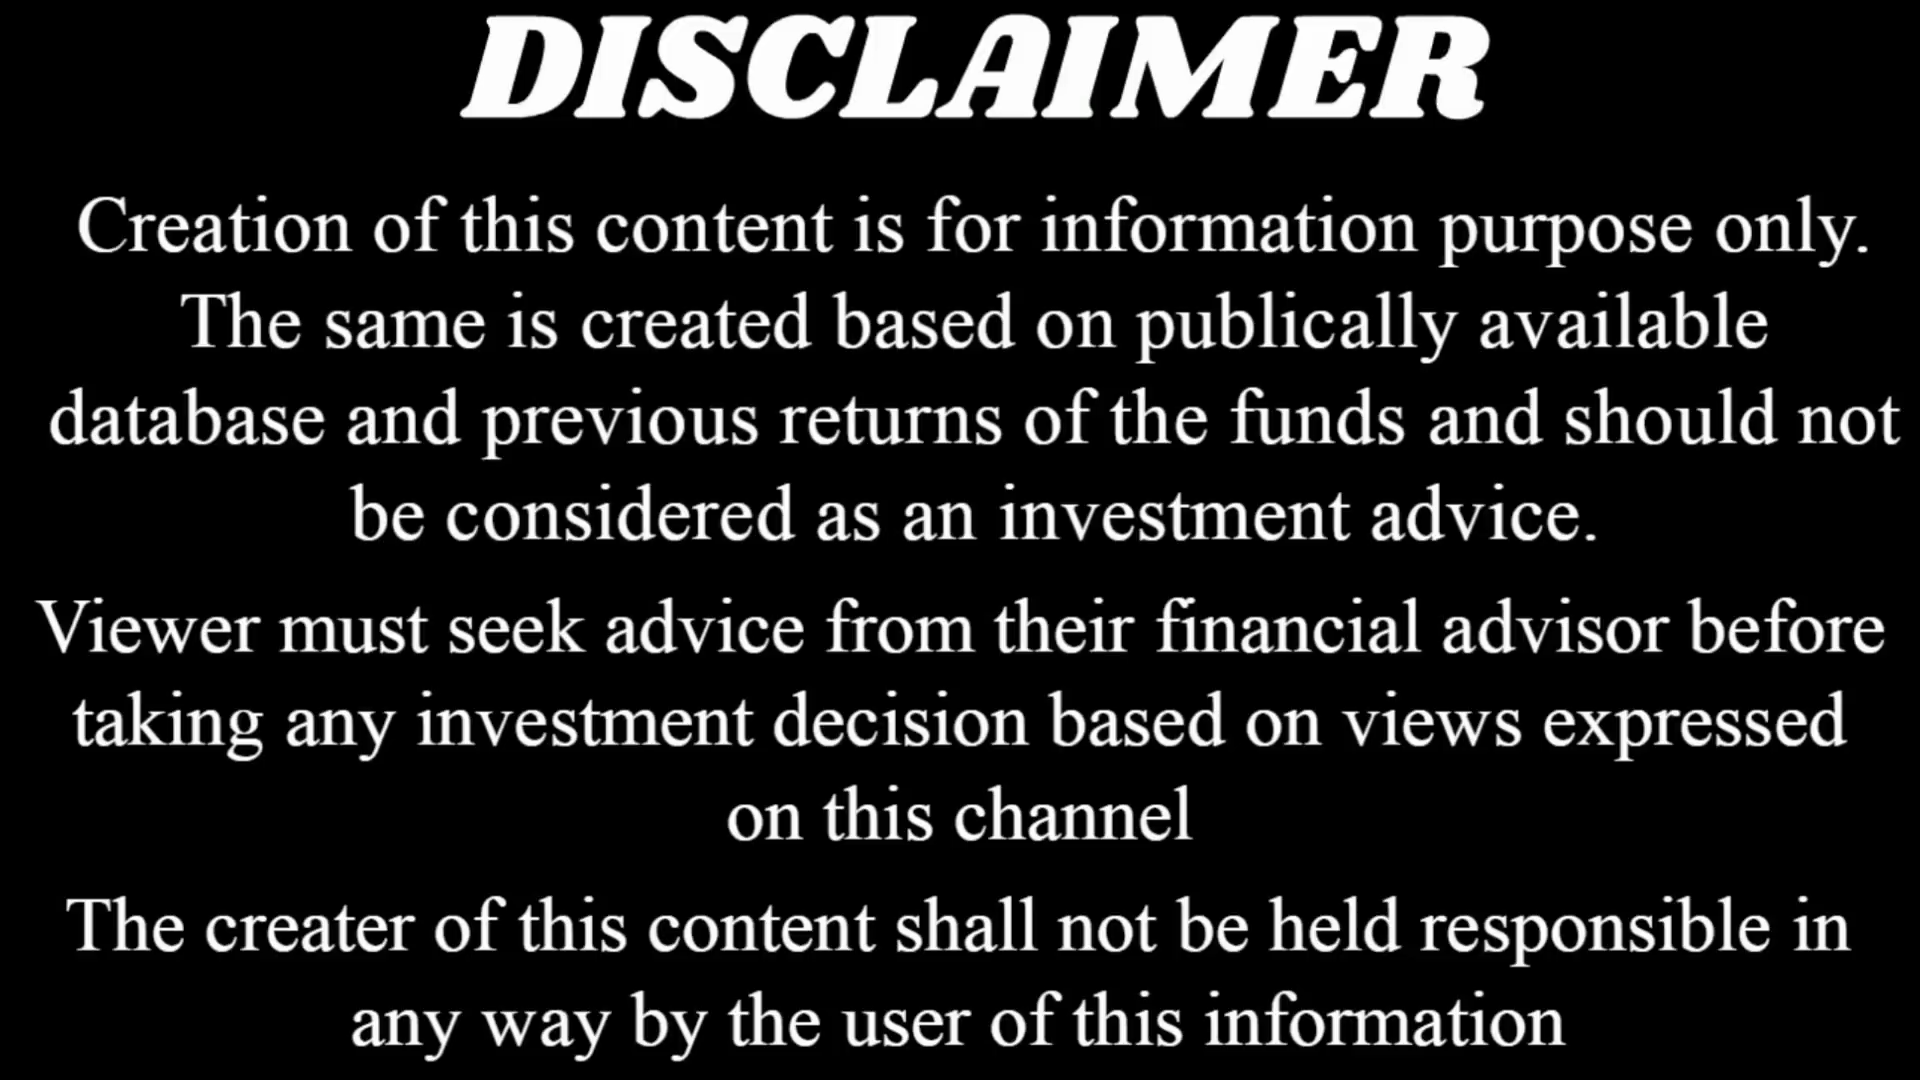 DISCLAIMER
Creation of this content is for information purpose only.
The same is created based on publically available
database and previous returns of the funds and should not
be considered as an investment advice.
Viewer must seek advice from their financial advisor before
taking any investment decision based on views expressed
on this channel
The creater of this content shall not be held responsible in
any way by the user of this information